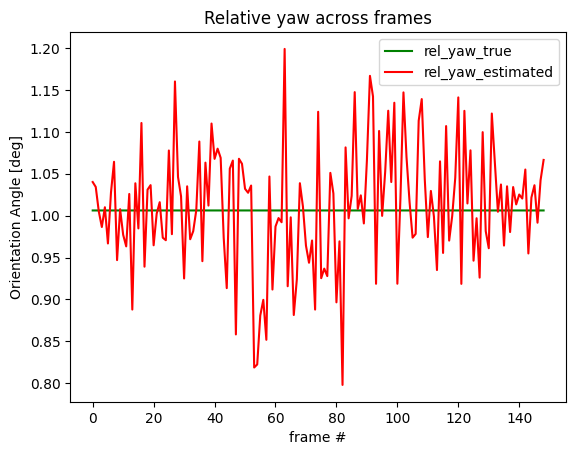 Relative yaw across frames
rel_yaw_true
rel_yaw_estimated
Orientation Angle [deg]
1.20
1.15
1.10
1.05
1.00
0.95
0.90
0.85
0.80
0 20 40 60 80 100 120 140
frame #